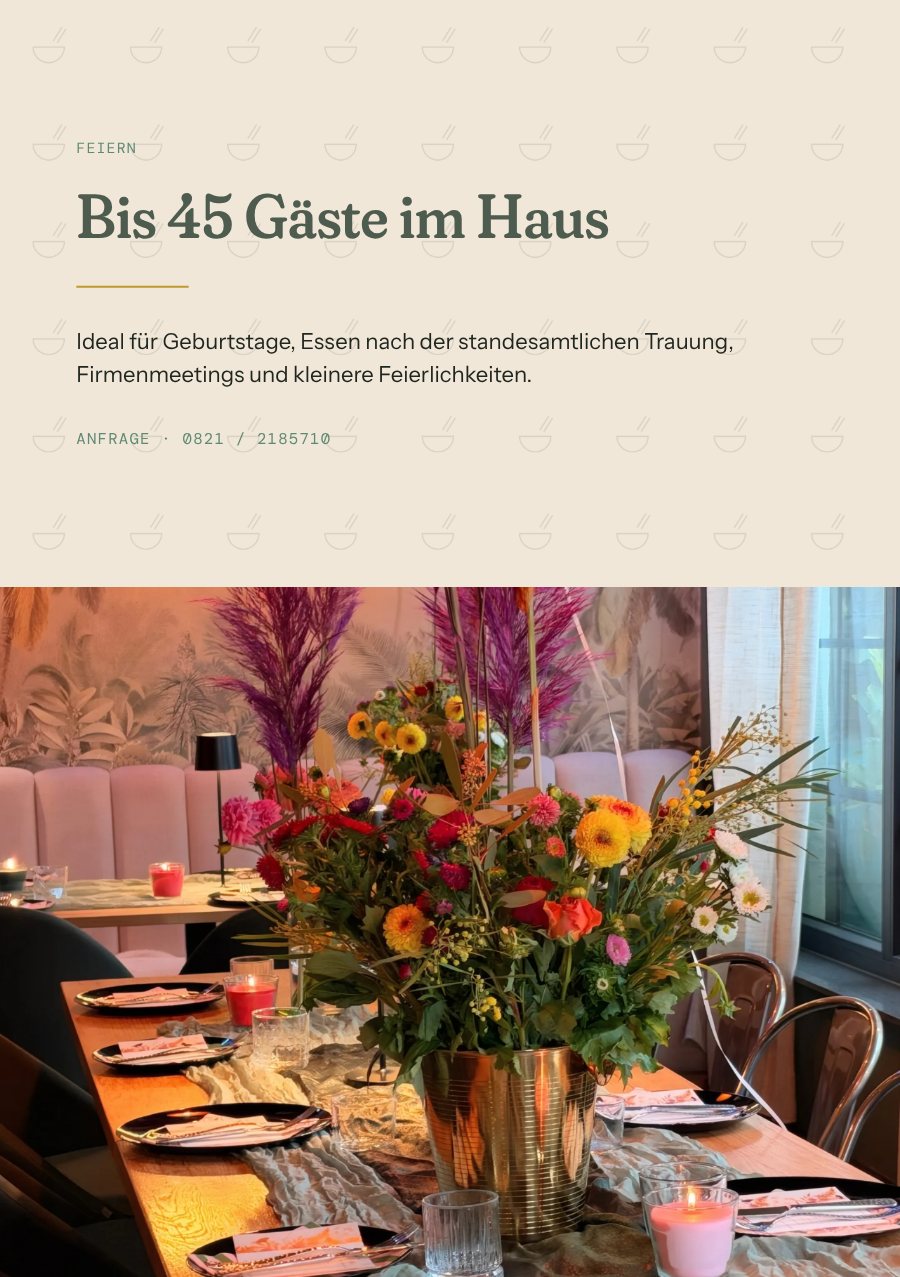 FEIERN
Bis 45 Gäste im Haus
Ideal für Geburtstage, Essen nach der standesamtlichen Trauung,
Firmenmeetings und kleinere Feierlichkeiten.
ANFRAGE · 0821 / 2185710